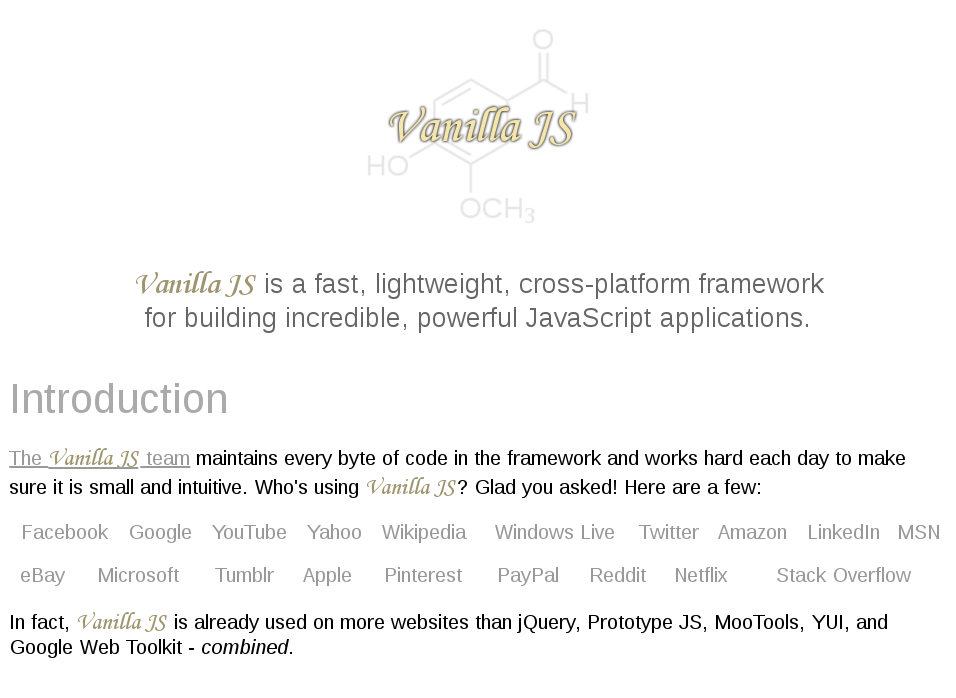 O
H
Vanilla JS
HO
OCH3
Vanilla JS is a fast, lightweight, cross-platform framework
for building incredible, powerful JavaScript applications.
Introduction
The Vanilla JS team maintains every byte of code in the framework and works hard each day to make
sure it is small and intuitive. Who's using Vanilla JS? Glad you asked! Here are a few:
Facebook Google YouTube Yahoo Wikipedia Windows Live Twitter Amazon LinkedIn MSN
eBay Microsoft Tumblr Apple Pinterest PayPal Reddit Netflix Stack Overflow
In fact, Vanilla JS is already used on more websites than jQuery, Prototype JS, MooTools, YUI, and
Google Web Toolkit - combined.